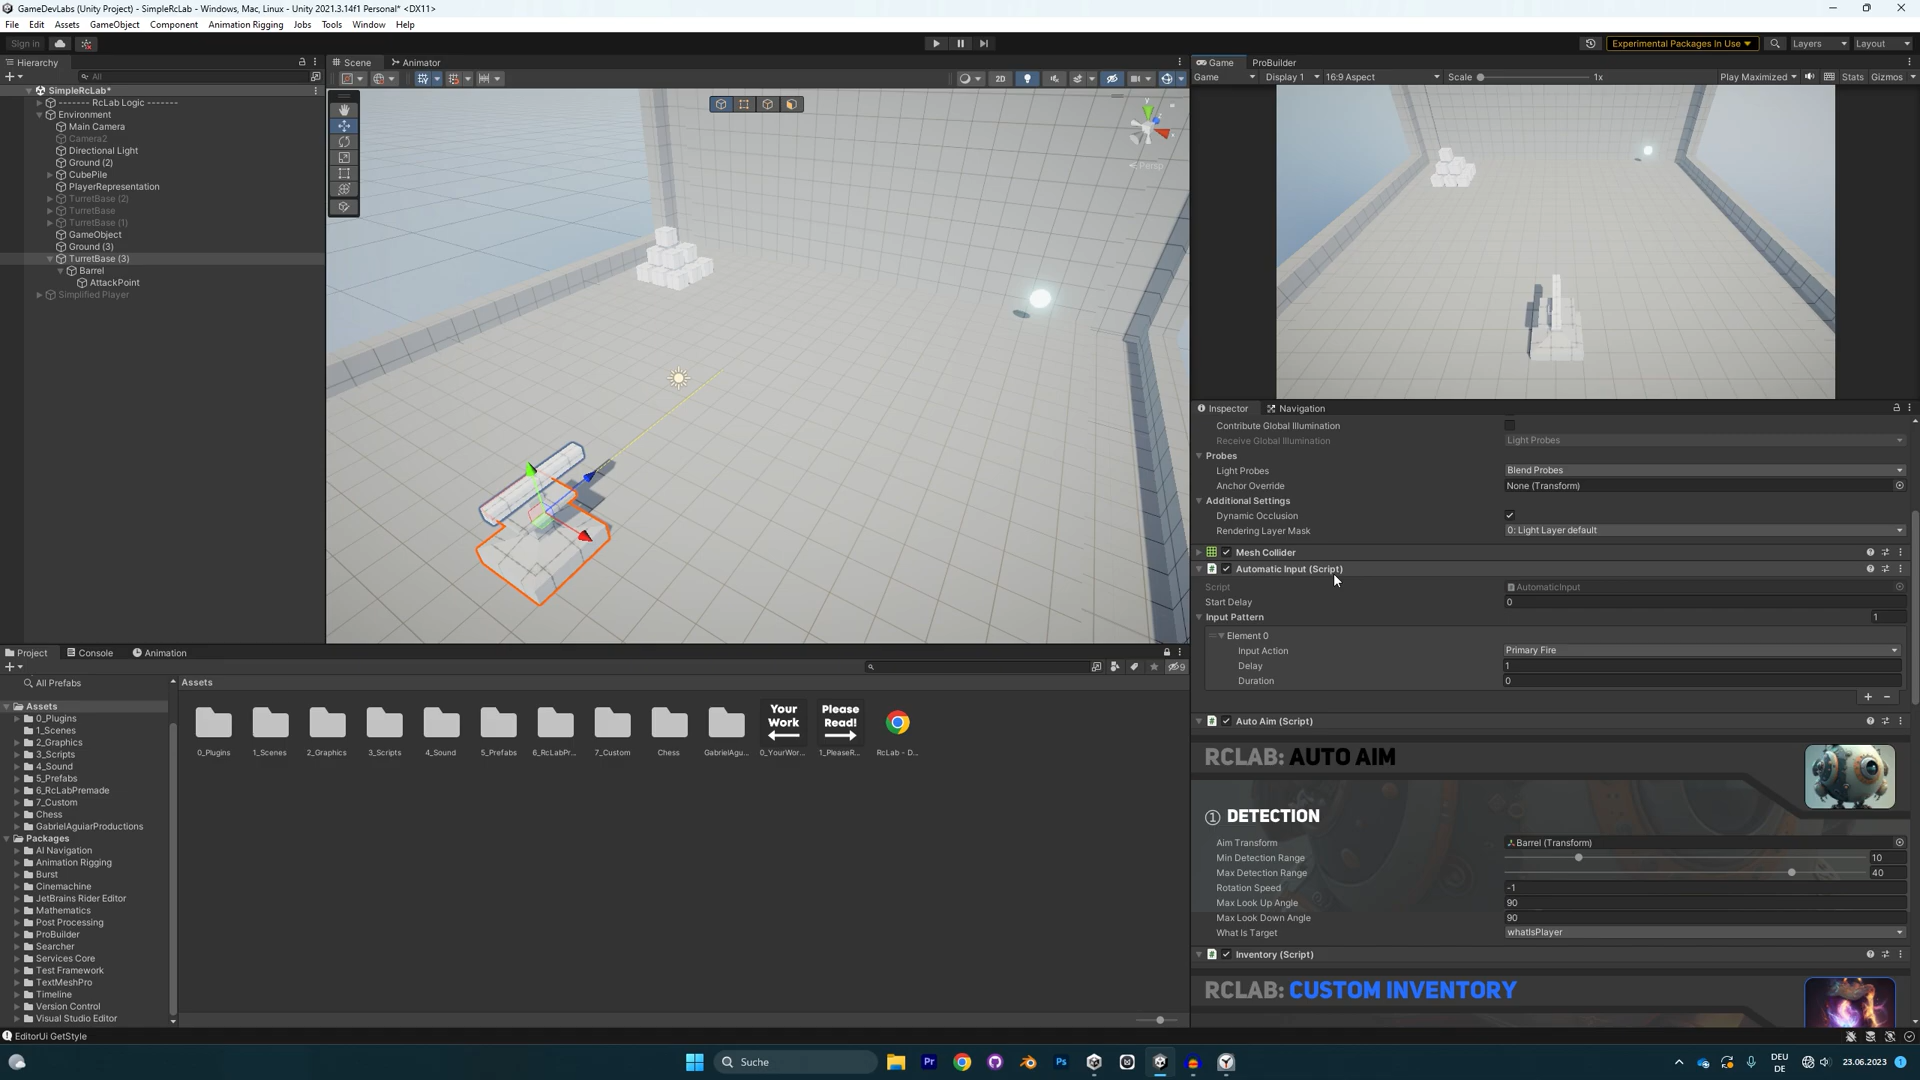 GameDevLabs (Unity Project) - SimpleRcLab - Windows, Mac, Linux - Unity 2021.3.14f1 Personal* <DX11>
File Edit Assets GameObject Component Animation Rigging Jobs Tools Window Help
Sign in
Experimental Packages In Use
Layers
Layout
Hierarchy
All
SimpleRcLab*
------- RcLab Logic -------
Environment
Main Camera
Camera2
Directional Light
Ground (2)
CubePile
PlayerRepresentation
TurretBase (2)
TurretBase
TurretBase (1)
GameObject
Ground (3)
TurretBase (3)
Barrel
AttackPoint
Simplified Player
Scene
Animator
2D
y
Persp
Game
ProBuilder
Game
Display 1
16:9 Aspect
Scale
1x
Play Maximized
Stats
Gizmos
Inspector
Navigation
Contribute Global Illumination
Receive Global Illumination Light Probes
Probes
Light Probes Blend Probes
Anchor Override None (Transform)
Additional Settings
Dynamic Occlusion
Rendering Layer Mask 0: Light Layer default
Mesh Collider
Automatic Input (Script)
Script AutomaticInput
Start Delay 0
Input Pattern 1
Element 0
Input Action Primary Fire
Delay 1
Duration 0
Auto Aim (Script)
RCLAB: AUTO AIM
1 DETECTION
Aim Transform Barrel (Transform)
Min Detection Range 10
Max Detection Range 40
Rotation Speed -1
Max Look Up Angle 90
Max Look Down Angle 90
What Is Target whatIsPlayer
Inventory (Script)
RCLAB: CUSTOM INVENTORY
Project
Console
Animation
9
All Prefabs
Assets
0_Plugins
1_Scenes
2_Graphics
3_Scripts
4_Sound
5_Prefabs
6_RcLabPremade
7_Custom
Chess
GabrielAguiarProductions
Packages
AI Navigation
Animation Rigging
Burst
Cinemachine
JetBrains Rider Editor
Mathematics
Post Processing
ProBuilder
Searcher
Services Core
Test Framework
TextMeshPro
Timeline
Version Control
Visual Studio Editor
Assets
Your Work
Please Read!
0_Plugins 1_Scenes 2_Graphics 3_Scripts 4_Sound 5_Prefabs 6_RcLabPr... 7_Custom Chess GabrielAgu... 0_YourWor... 1_PleaseR... RcLab - D...
EditorUi GetStyle
Suche
Pr
Ps
DEU
DE
23.06.2023
1